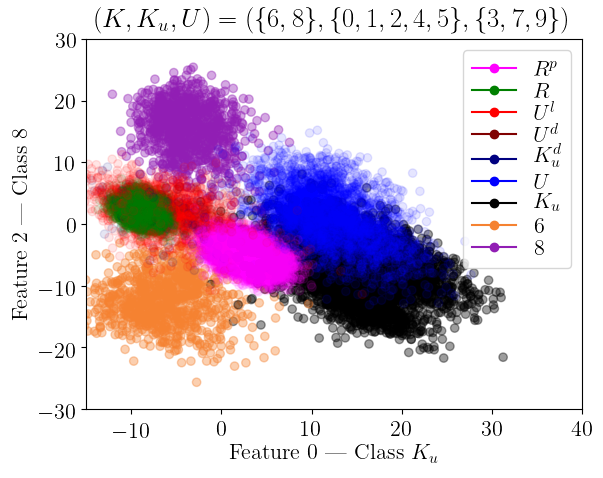 (K, K_u, U) = ({6, 8}, {0, 1, 2, 4, 5}, {3, 7, 9})
30
20
10
0
−10
−20
−30
Feature 2 — Class 8
R^p
R
U^l
U^d
K_u^d
U
K_u
6
8
−10
0
10
20
30
40
Feature 0 — Class K_u